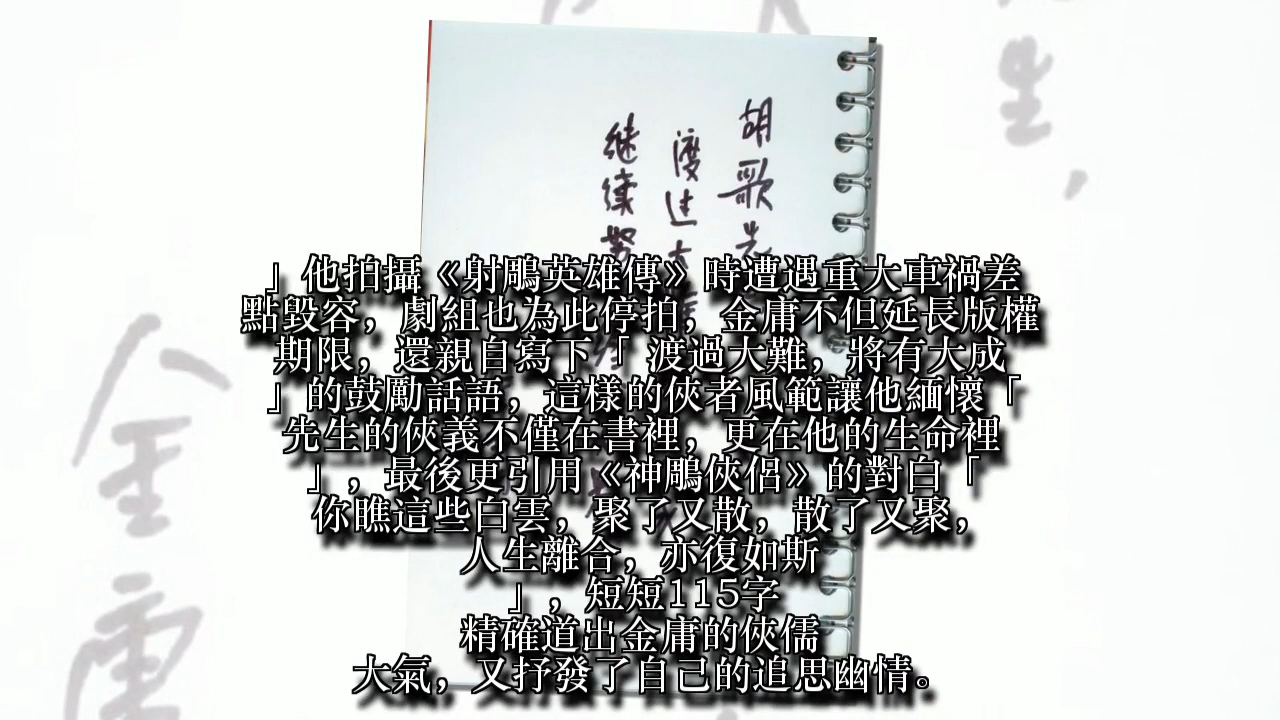 胡歌先
渡过大
继续努
生，
金
」他拍攝《射鵰英雄傳》時遭遇重大車禍差
點毀容，劇組也為此停拍，金庸不但延長版權
期限，還親自寫下「 渡過大難，將有大成
」的鼓勵話語，這樣的俠者風範讓他緬懷「
先生的俠義不僅在書裡，更在他的生命裡
」，最後更引用《神鵰俠侶》的對白「
你瞧這些白雲，聚了又散，散了又聚，
人生離合，亦復如斯
」，短短115字
精確道出金庸的俠儒
大氣，又抒發了自己的追思幽情。